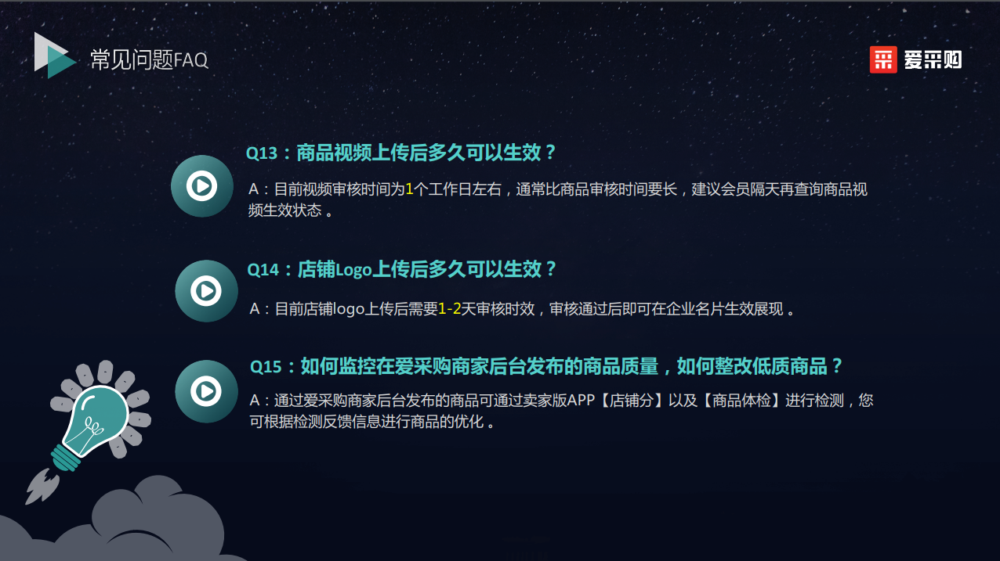 常见问题FAQ
采 爱采购
Q13：商品视频上传后多久可以生效？
A：目前视频审核时间为1个工作日左右，通常比商品审核时间要长，建议会员隔天再查询商品视
频生效状态 。
Q14：店铺Logo上传后多久可以生效？
A：目前店铺logo上传后需要1-2天审核时效，审核通过后即可在企业名片生效展现 。
Q15：如何监控在爱采购商家后台发布的商品质量，如何整改低质商品？
A：通过爱采购商家后台发布的商品可通过卖家版APP【店铺分】以及【商品体检】进行检测，您
可根据检测反馈信息进行商品的优化 。